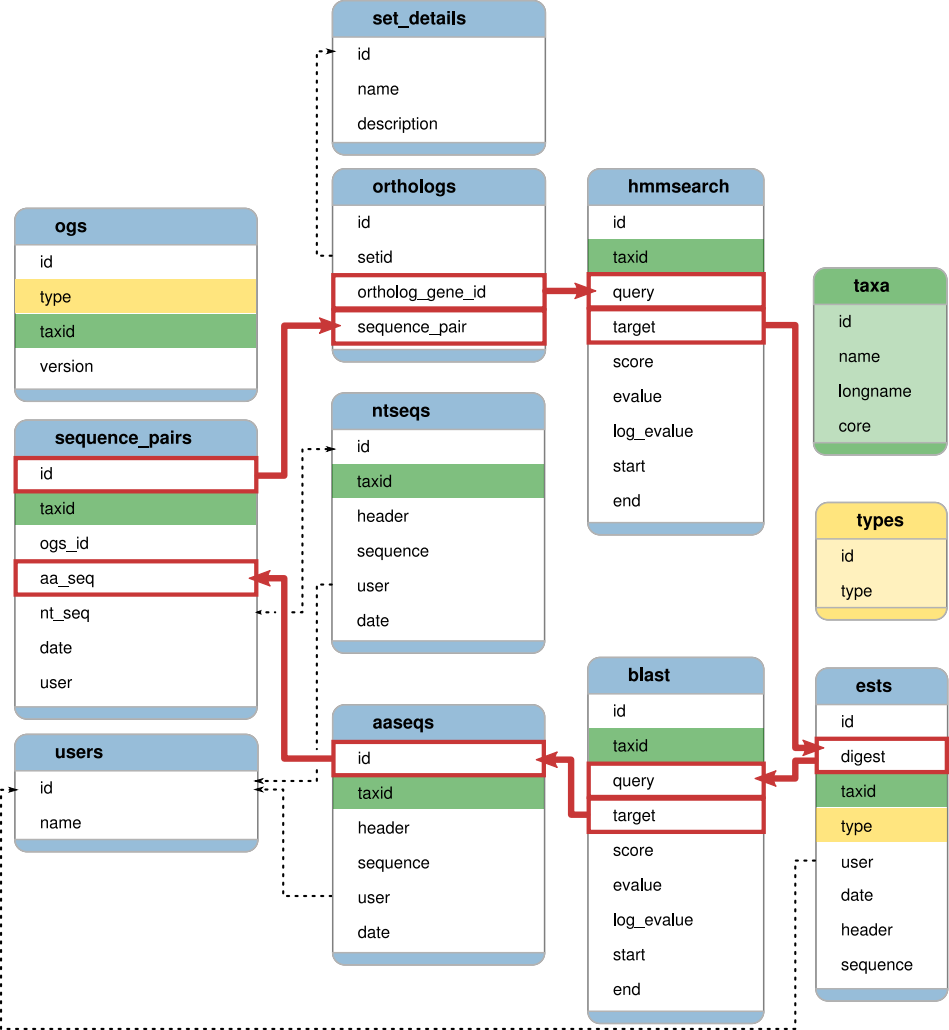 set_details
id
name
description
orthologs
id
setid
ortholog_gene_id
sequence_pair
hmmsearch
id
taxid
query
target
score
evalue
log_evalue
start
end
ogs
id
type
taxid
version
taxa
id
name
longname
core
sequence_pairs
id
taxid
ogs_id
aa_seq
nt_seq
date
user
ntseqs
id
taxid
header
sequence
user
date
types
id
type
users
id
name
aaseqs
id
taxid
header
sequence
user
date
blast
id
taxid
query
target
score
evalue
log_evalue
start
end
ests
id
digest
taxid
type
user
date
header
sequence